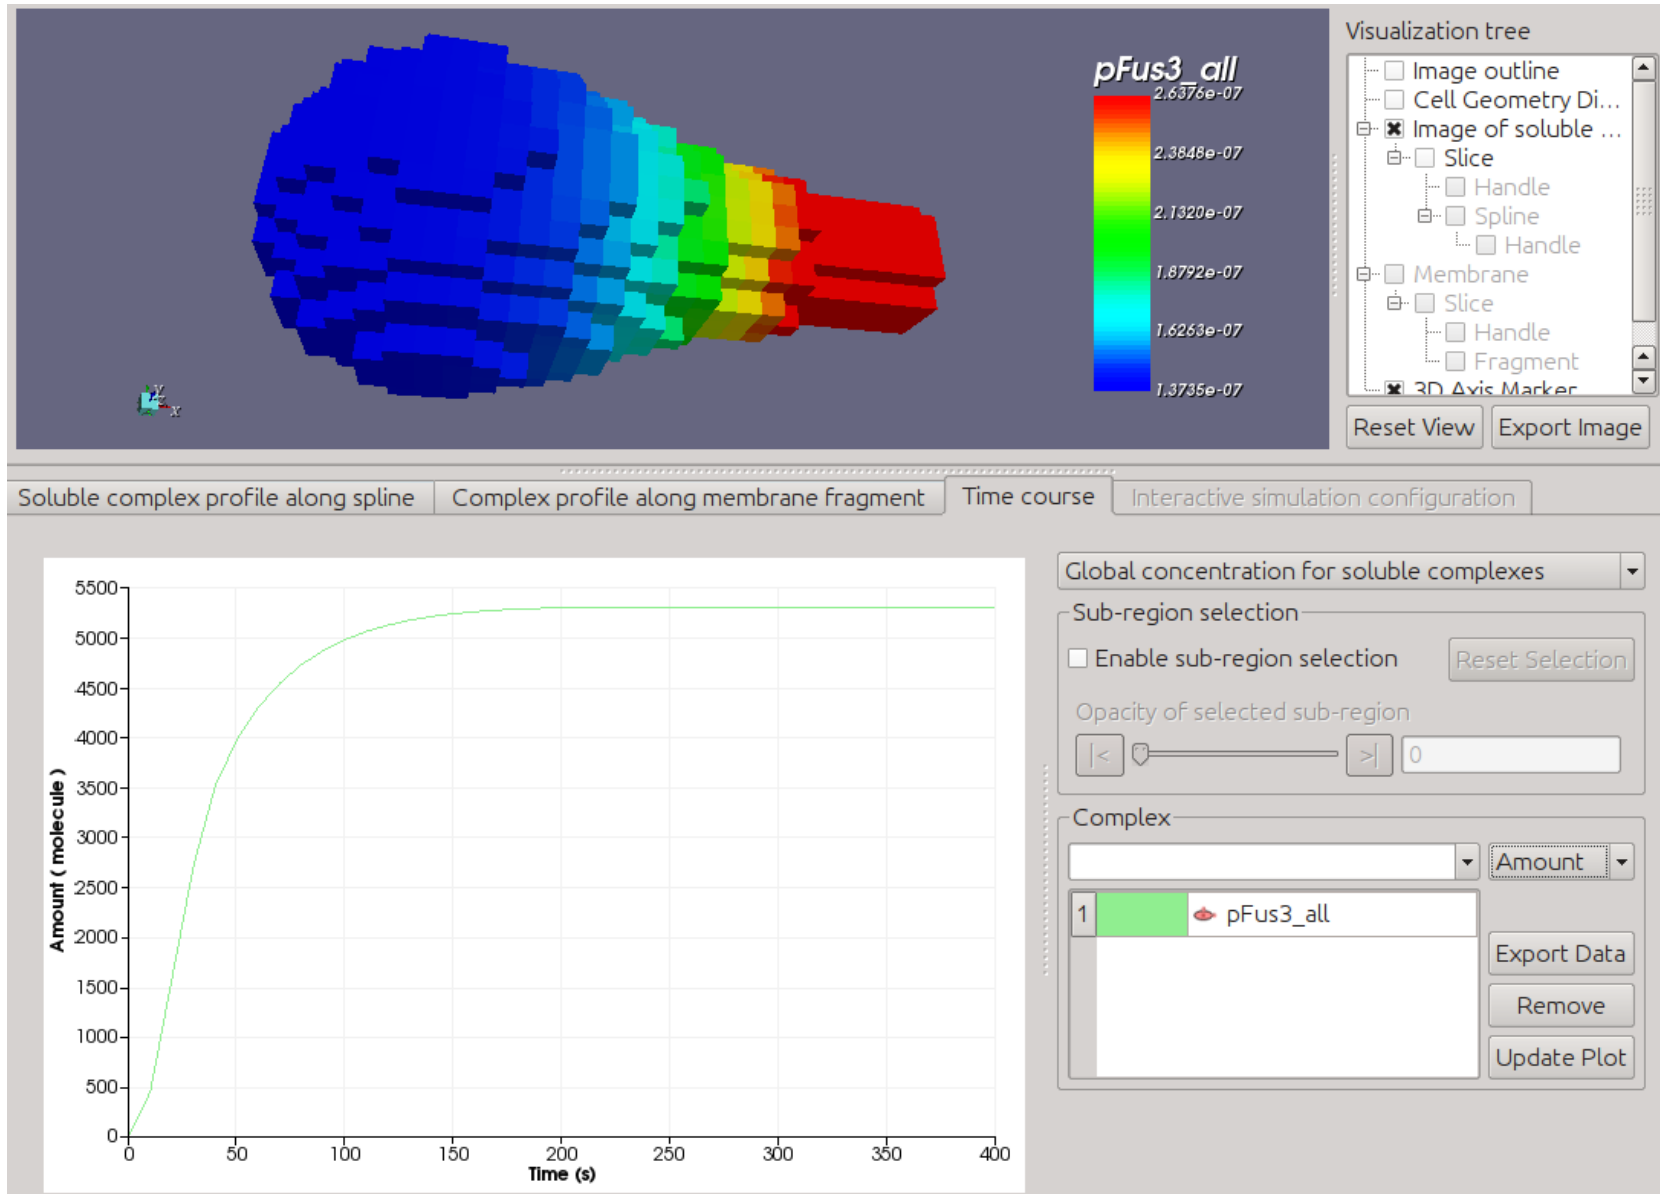 pFus3_all
2.6376e-07
2.3848e-07
2.1320e-07
1.8792e-07
1.6263e-07
1.3735e-07
y
z
x
Visualization tree
Image outline
Cell Geometry Di...
Image of soluble ...
Slice
Handle
Spline
Handle
Membrane
Slice
Handle
Fragment
3D Axis Marker
Reset View
Export Image
Soluble complex profile along spline
Complex profile along membrane fragment
Time course
Interactive simulation configuration
5500
5000
4500
4000
3500
3000
2500
2000
1500
1000
500
0
Amount ( molecule )
0 50 100 150 200 250 300 350 400
Time (s)
Global concentration for soluble complexes
Sub-region selection
Enable sub-region selection
Reset Selection
Opacity of selected sub-region
|<
>|
0
Complex
Amount
1 pFus3_all
Export Data
Remove
Update Plot